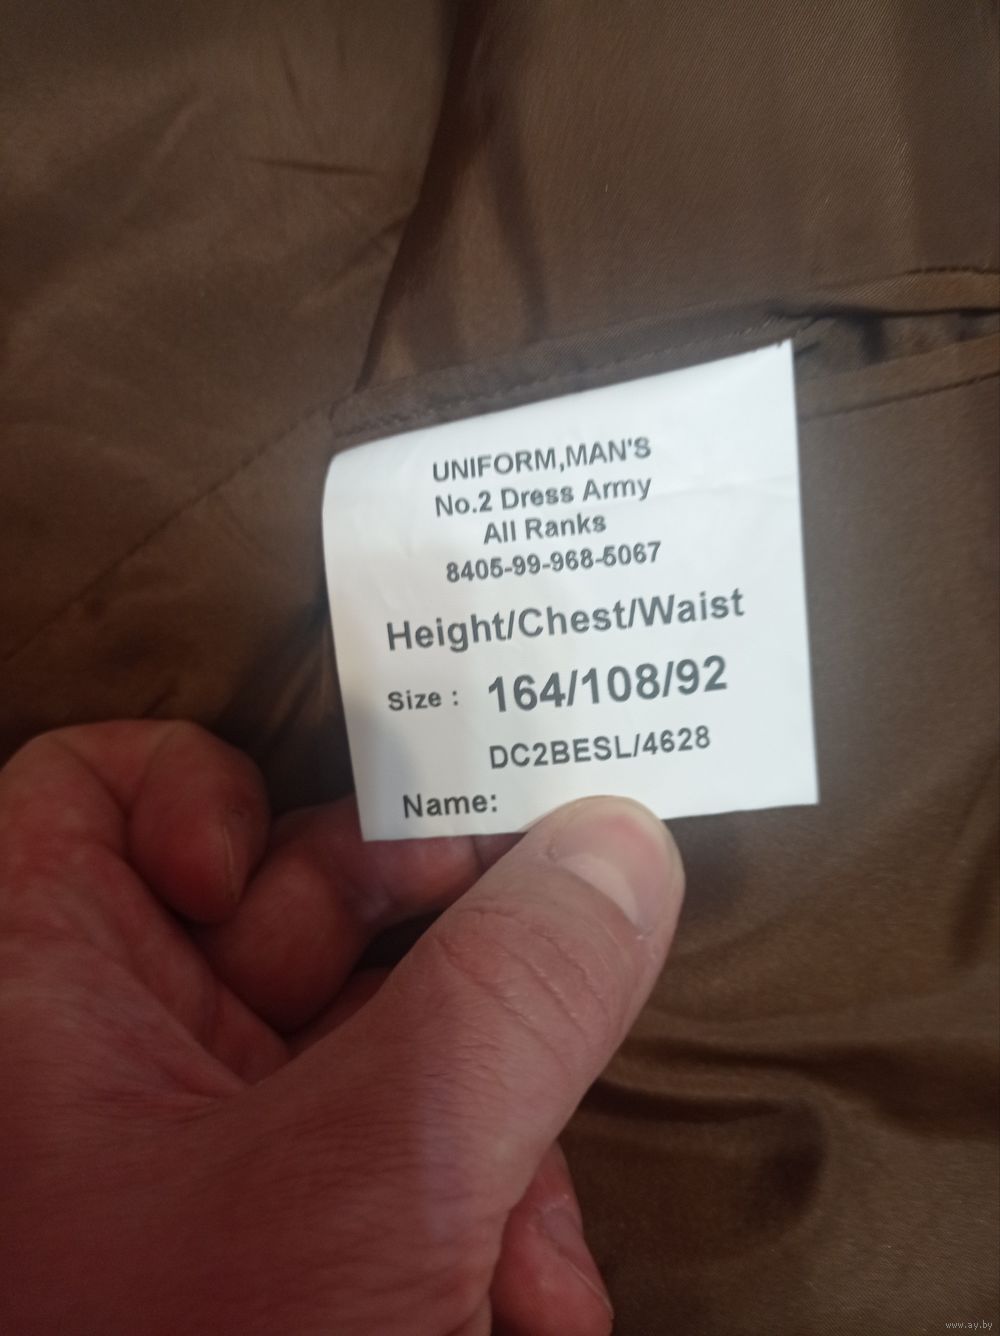 UNIFORM,MAN'S
No.2 Dress Army
All Ranks
8405-99-968-5067
Height/Chest/Waist
Size : 164/108/92
DC2BESL/4628
Name:
www.ay.by